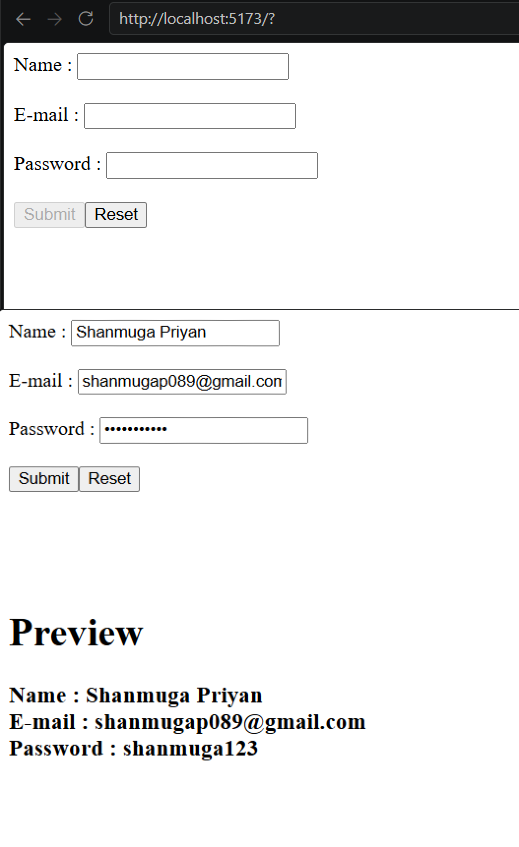 http://localhost:5173/?
Name :
E-mail :
Password :
Submit Reset
Name : Shanmuga Priyan
E-mail : shanmugap089@gmail.com
Password : •••••••••••
Submit Reset
Preview
Name : Shanmuga Priyan
E-mail : shanmugap089@gmail.com
Password : shanmuga123